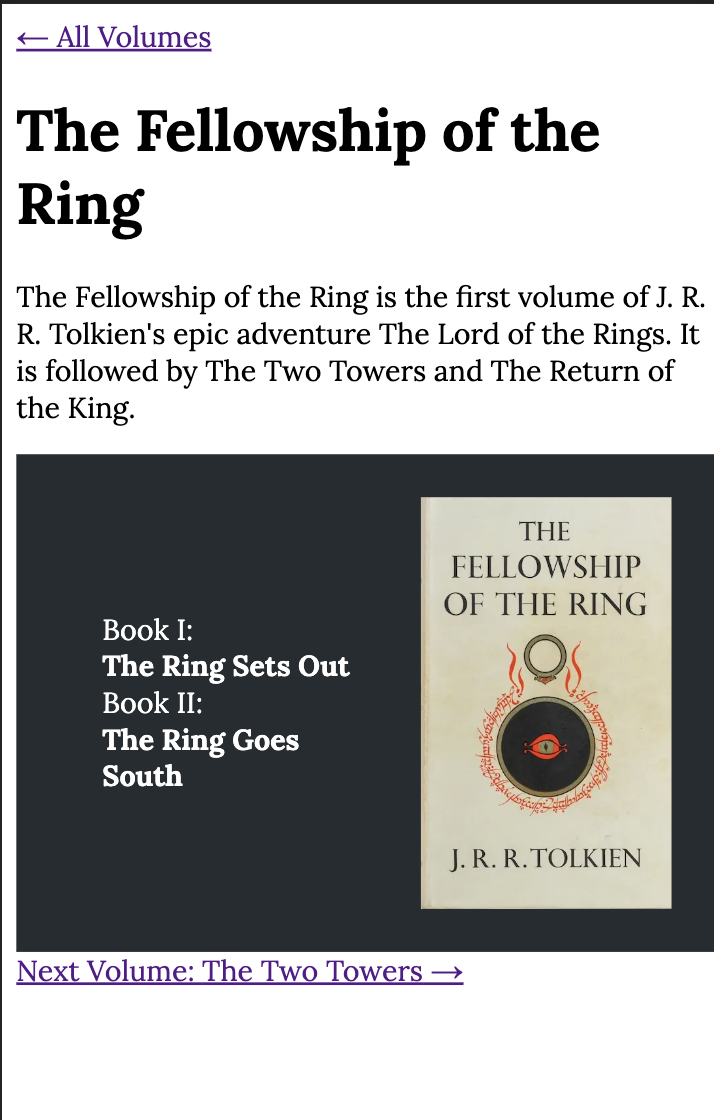 ← All Volumes
The Fellowship of the
Ring
The Fellowship of the Ring is the first volume of J. R.
R. Tolkien's epic adventure The Lord of the Rings. It
is followed by The Two Towers and The Return of
the King.
Book I:
The Ring Sets Out
Book II:
The Ring Goes
South
THE
FELLOWSHIP
OF THE RING
J. R. R. TOLKIEN
Next Volume: The Two Towers →